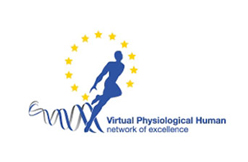 Virtual Physiological Human
network of excellence